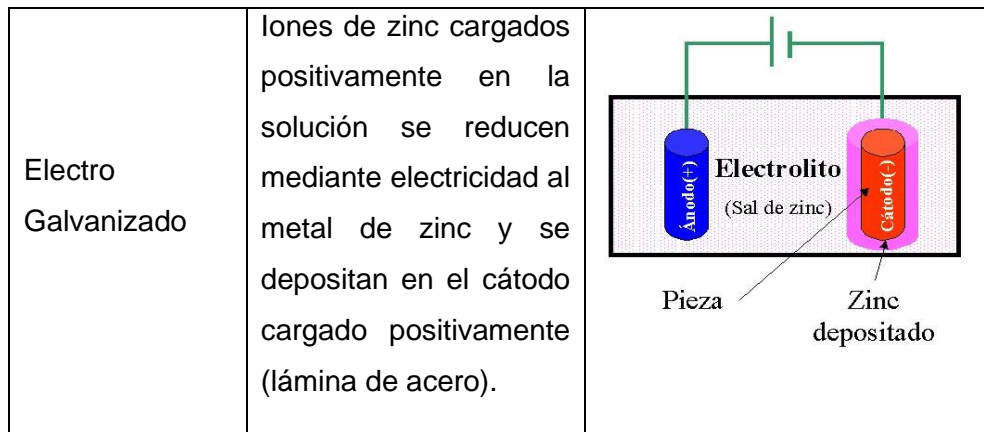 Electro
Galvanizado
Iones de zinc cargados
positivamente en la
solución se reducen
mediante electricidad al
metal de zinc y se
depositan en el cátodo
cargado positivamente
(lámina de acero).
Ánodo(+)
Electrolito
(Sal de zinc)
Cátodo(-)
Pieza
Zinc
depositado